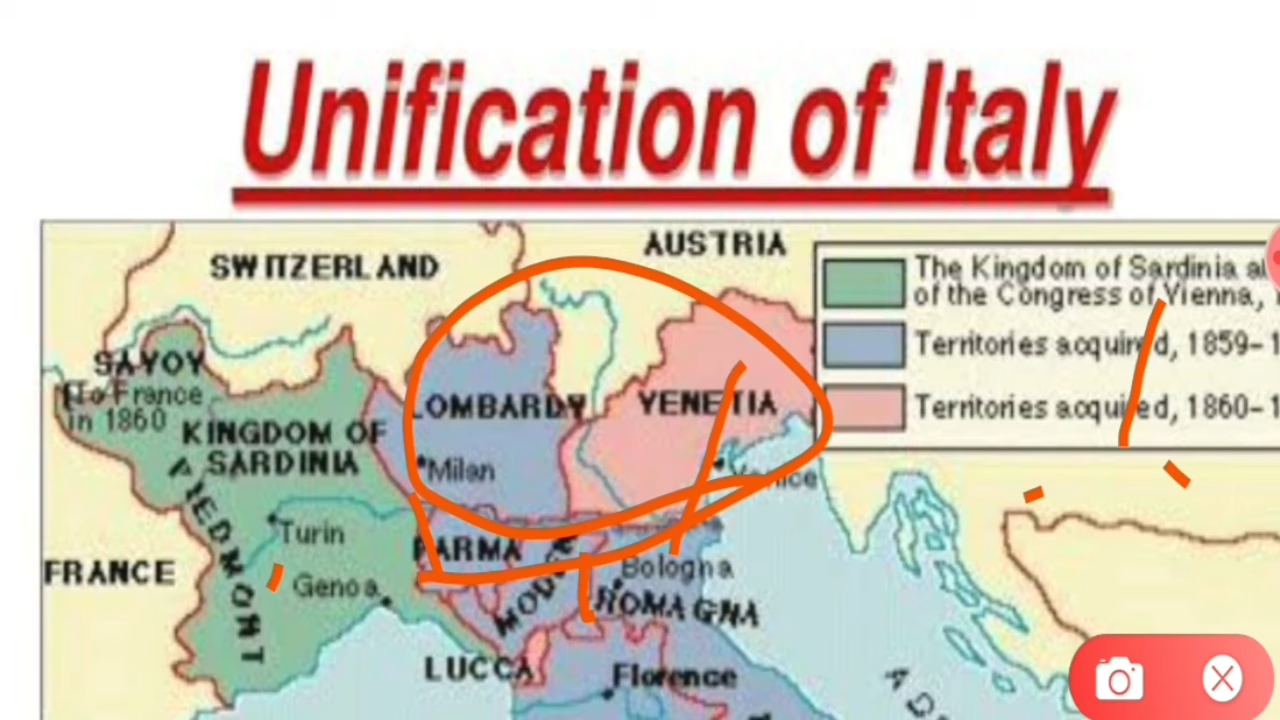 Unification of Italy
AUSTRIA
SWITZERLAND
The Kingdom of Sardinia
of the Congress of Vienna,
Territories acquired, 1859-1
SAVOY
(To France
in 1860
LOMBARDY
VENETIA
Territories acquired, 1860-1
KINGDOM OF
SARDINIA
Milan
Venice
PIEDMONT
Turin
PARMA
FRANCE
Genoa
MODENA
Bologna
ROMAGNA
LUCCA
Florence
AD